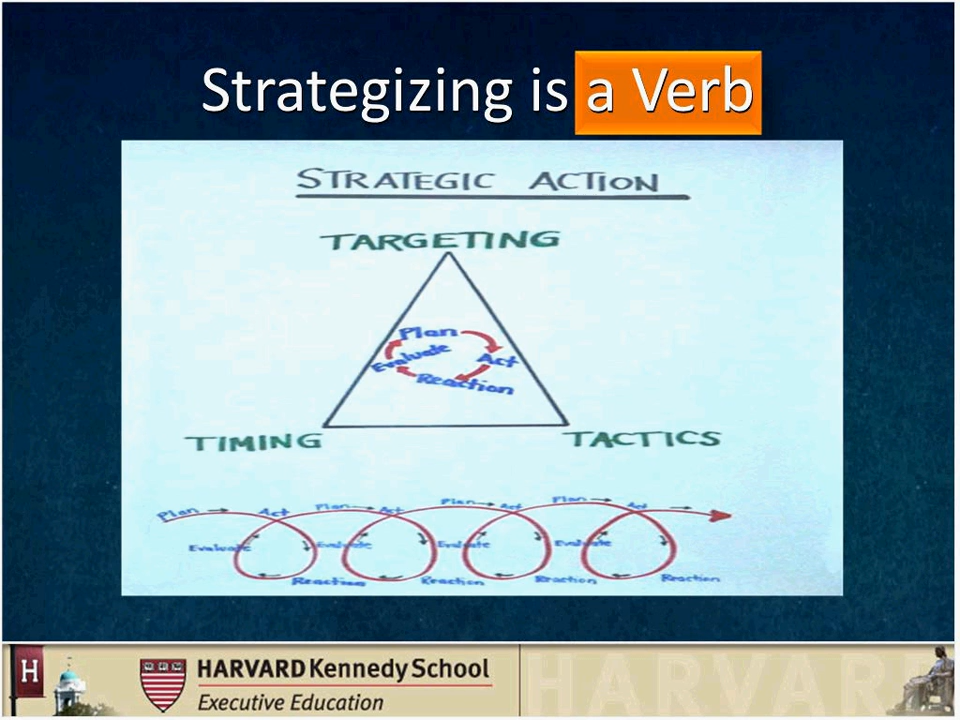 Strategizing is a Verb
STRATEGIC ACTION
TARGETING
Plan
Evaluate
Act
Reaction
TIMING
TACTICS
Plan Act Plan Act Plan Act Plan Act
Evaluate Evaluate Evaluate Evaluate
Reaction Reaction Reaction Reaction
H
HARVARD Kennedy School
Executive Education
HARVARD